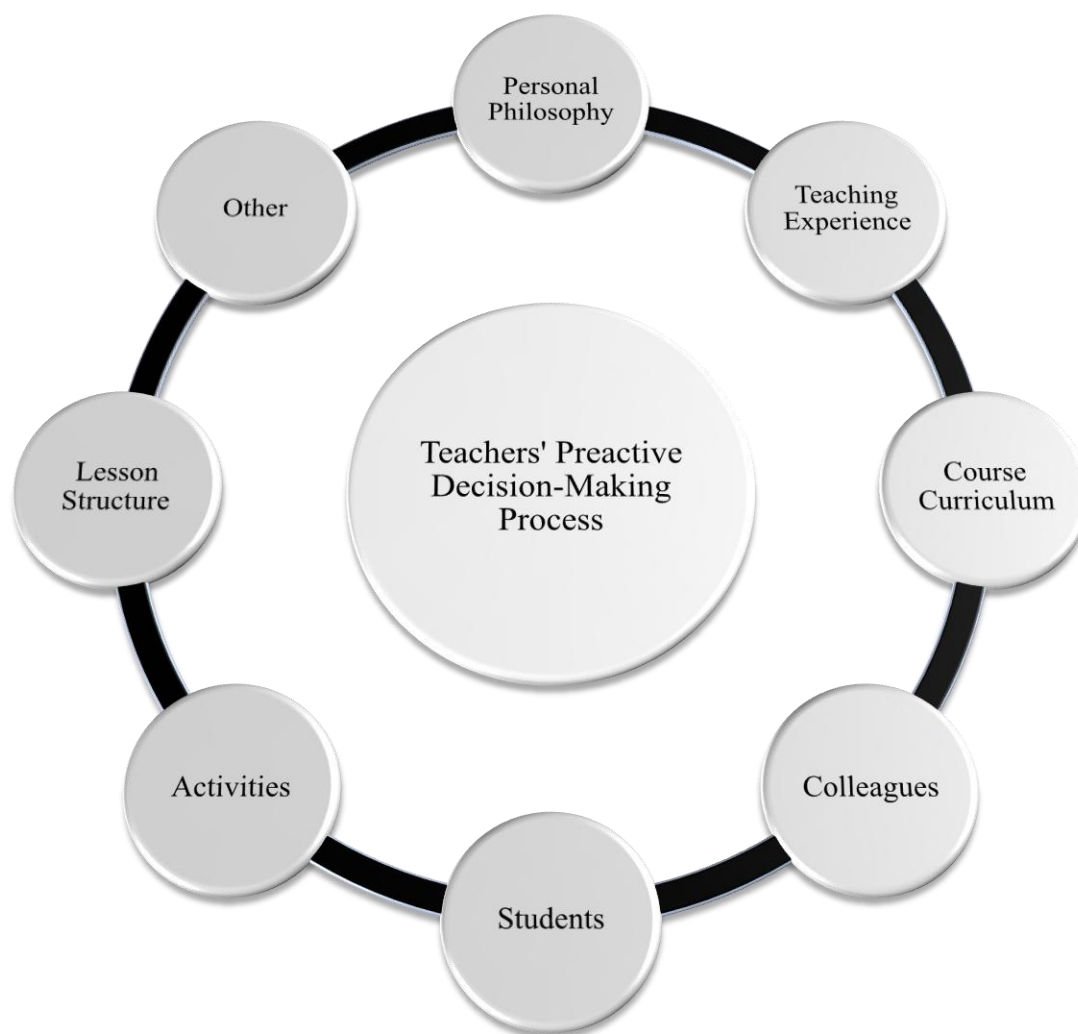 Personal
Philosophy
Teaching
Experience
Other
Teachers' Preactive
Decision-Making
Process
Course
Curriculum
Lesson
Structure
Colleagues
Activities
Students